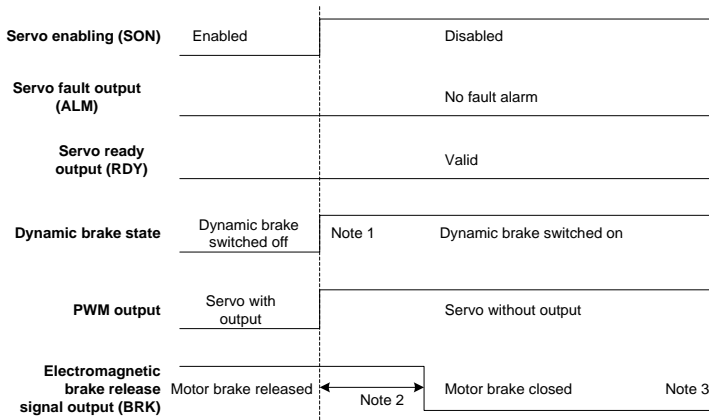 Servo enabling (SON)
Enabled
Disabled
Servo fault output
(ALM)
No fault alarm
Servo ready
output (RDY)
Valid
Dynamic brake state
Dynamic brake
switched off
Note 1
Dynamic brake switched on
PWM output
Servo with
output
Servo without output
Electromagnetic
brake release
signal output (BRK)
Motor brake released
Note 2
Motor brake closed
Note 3